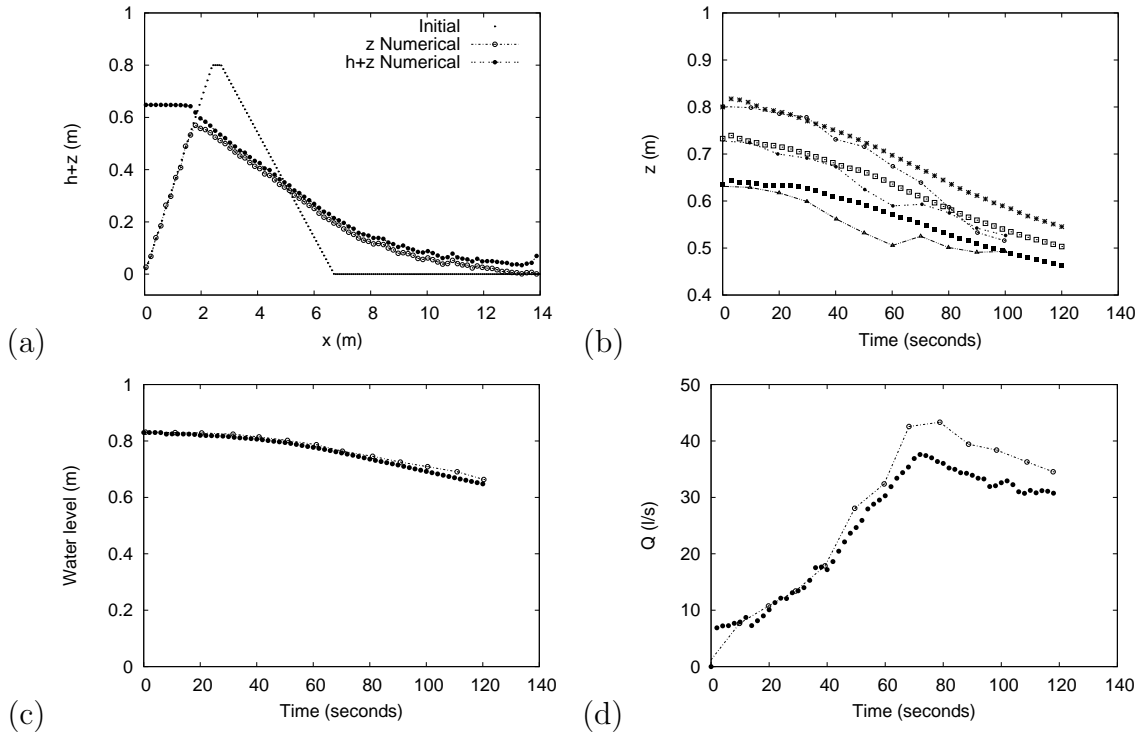 Initial
z Numerical
h+z Numerical
h+z (m)
1
0.8
0.6
0.4
0.2
0
0 2 4 6 8 10 12 14
x (m)
(a)
z (m)
1
0.9
0.8
0.7
0.6
0.5
0.4
0 20 40 60 80 100 120 140
Time (seconds)
(b)
Water level (m)
1
0.8
0.6
0.4
0.2
0
0 20 40 60 80 100 120 140
Time (seconds)
(c)
Q (l/s)
50
40
30
20
10
0
0 20 40 60 80 100 120 140
Time (seconds)
(d)